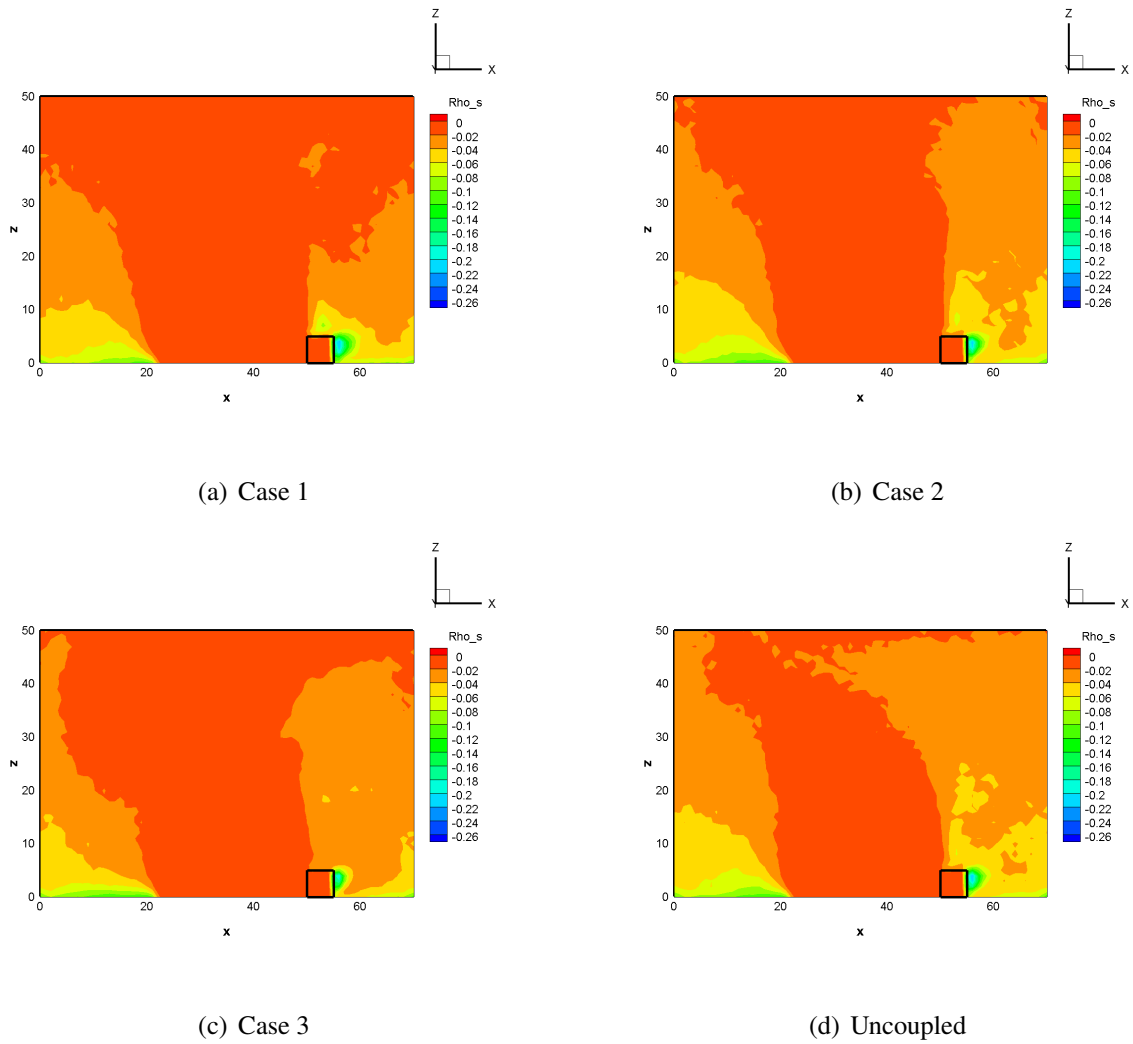 Z
Y X
Rho_s
0
-0.02
-0.04
-0.06
-0.08
-0.1
-0.12
-0.14
-0.16
-0.18
-0.2
-0.22
-0.24
-0.26
50
40
30
20
10
0
z
0 20 40 60
x
(a) Case 1
Z
Y X
Rho_s
0
-0.02
-0.04
-0.06
-0.08
-0.1
-0.12
-0.14
-0.16
-0.18
-0.2
-0.22
-0.24
-0.26
50
40
30
20
10
0
z
0 20 40 60
x
(b) Case 2
Z
Y X
Rho_s
0
-0.02
-0.04
-0.06
-0.08
-0.1
-0.12
-0.14
-0.16
-0.18
-0.2
-0.22
-0.24
-0.26
50
40
30
20
10
0
z
0 20 40 60
x
(c) Case 3
Z
Y X
Rho_s
0
-0.02
-0.04
-0.06
-0.08
-0.1
-0.12
-0.14
-0.16
-0.18
-0.2
-0.22
-0.24
-0.26
50
40
30
20
10
0
z
0 20 40 60
x
(d) Uncoupled